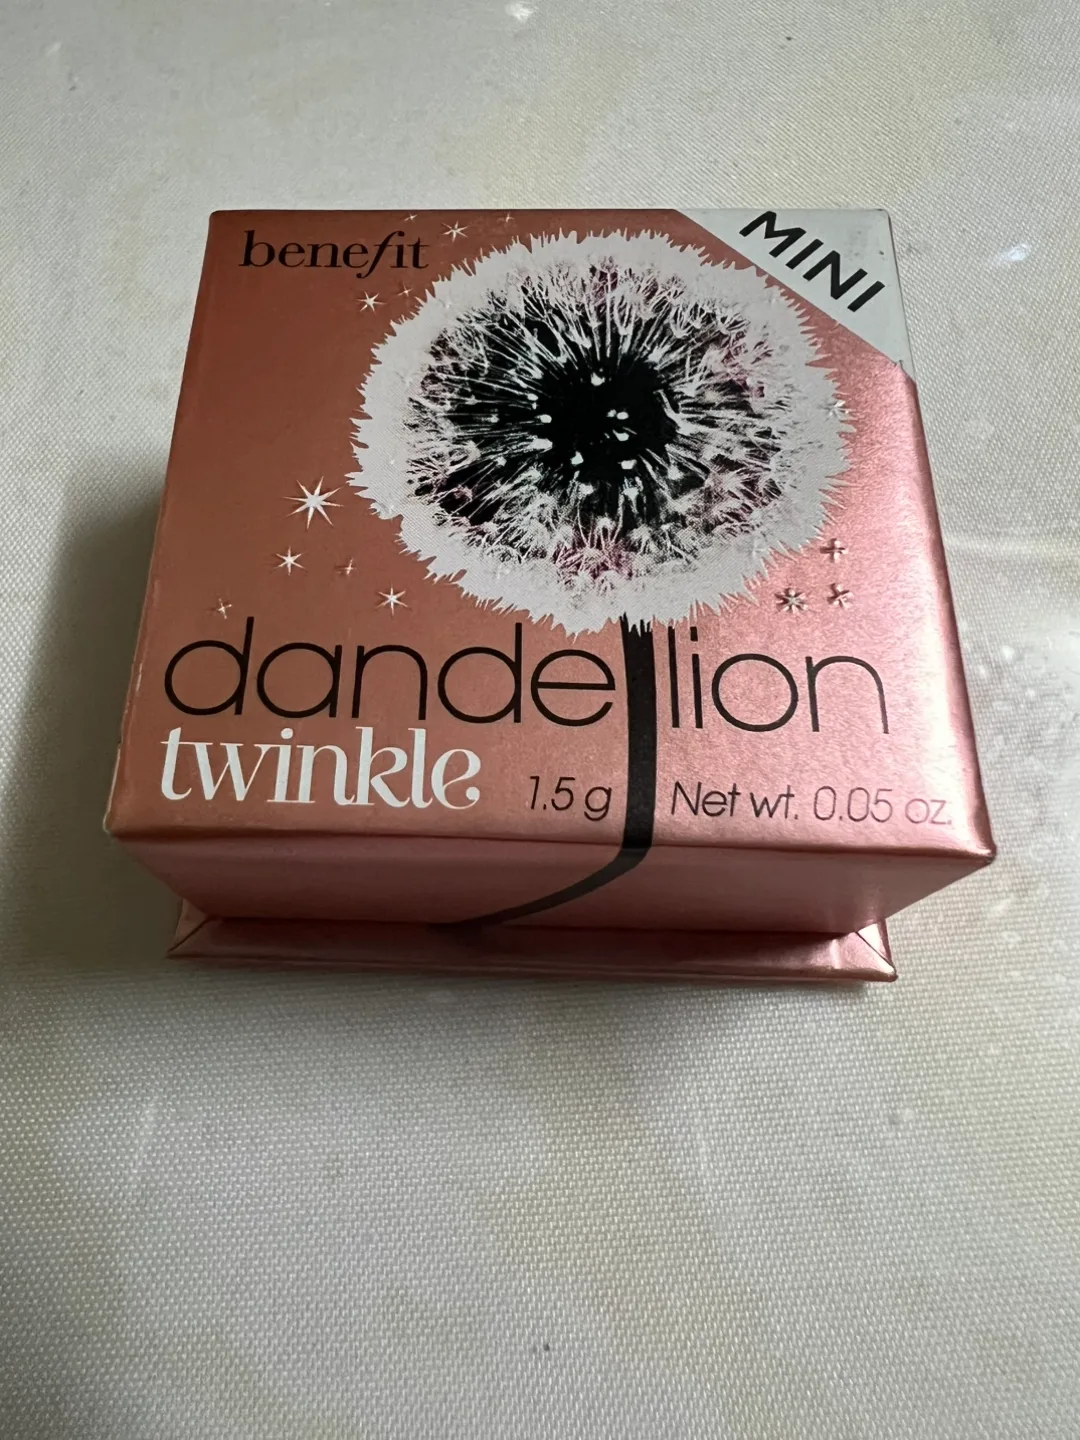 benefit
MINI
dandelion
twinkle
1.5 g Net wt. 0.05 oz.